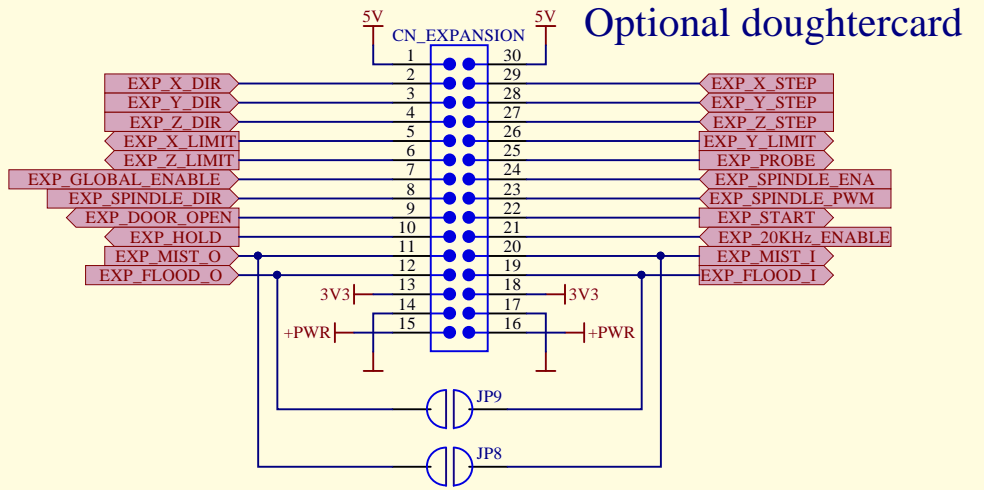 5V 5V Optional doughtercard
CN_EXPANSION
1 30
EXP_X_DIR 2 29 EXP_X_STEP
EXP_Y_DIR 3 28 EXP_Y_STEP
EXP_Z_DIR 4 27 EXP_Z_STEP
EXP_X_LIMIT 5 26 EXP_Y_LIMIT
EXP_Z_LIMIT 6 25 EXP_PROBE
EXP_GLOBAL_ENABLE 7 24 EXP_SPINDLE_ENA
EXP_SPINDLE_DIR 8 23 EXP_SPINDLE_PWM
EXP_DOOR_OPEN 9 22 EXP_START
EXP_HOLD 10 21 EXP_20KHz_ENABLE
EXP_MIST_O 11 20 EXP_MIST_I
EXP_FLOOD_O 12 19 EXP_FLOOD_I
3V3 13 18 3V3
14 17
+PWR 15 16 +PWR
JP9
JP8